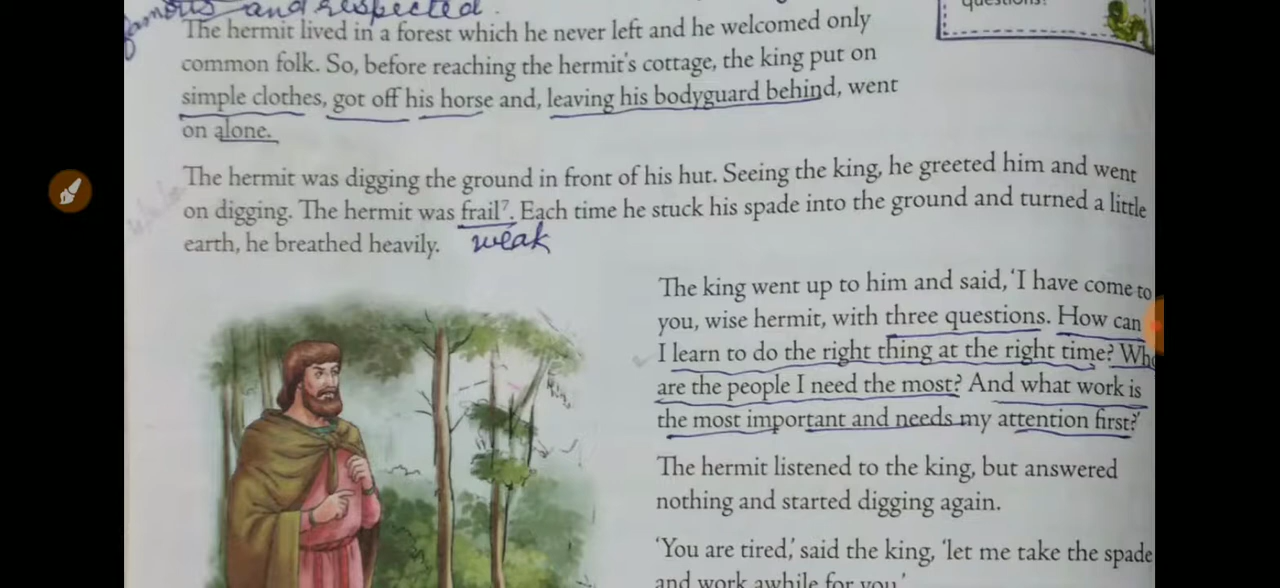 famous and respected.
questions?
The hermit lived in a forest which he never left and he welcomed only
common folk. So, before reaching the hermit's cottage, the king put on
simple clothes, got off his horse and, leaving his bodyguard behind, went
on alone.
The hermit was digging the ground in front of his hut. Seeing the king, he greeted him and went
on digging. The hermit was frail⁷. Each time he stuck his spade into the ground and turned a little
earth, he breathed heavily. weak
The king went up to him and said, 'I have come to
you, wise hermit, with three questions. How can
I learn to do the right thing at the right time? Who
are the people I need the most? And what work is
the most important and needs my attention first?'
The hermit listened to the king, but answered
nothing and started digging again.
'You are tired,' said the king, 'let me take the spade
and work awhile for you.'